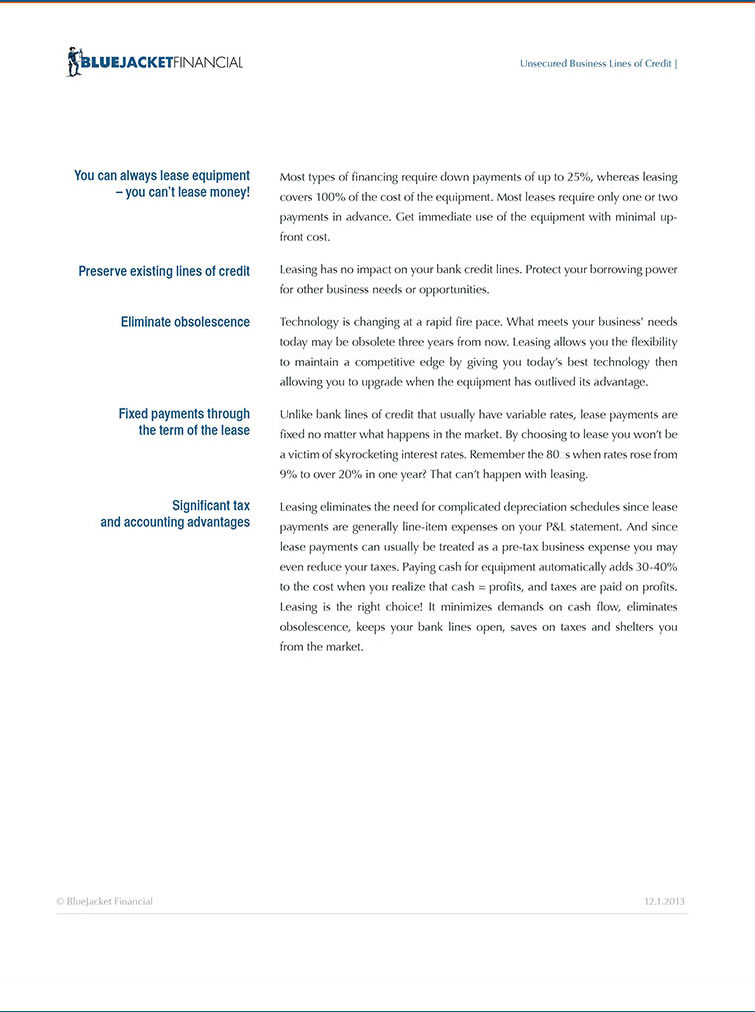 BLUEJACKETFINANCIAL
Unsecured Business Lines of Credit |
You can always lease equipment
– you can’t lease money!
Most types of financing require down payments of up to 25%, whereas leasing
covers 100% of the cost of the equipment. Most leases require only one or two
payments in advance. Get immediate use of the equipment with minimal up-
front cost.
Preserve existing lines of credit
Leasing has no impact on your bank credit lines. Protect your borrowing power
for other business needs or opportunities.
Eliminate obsolescence
Technology is changing at a rapid fire pace. What meets your business’ needs
today may be obsolete three years from now. Leasing allows you the flexibility
to maintain a competitive edge by giving you today’s best technology then
allowing you to upgrade when the equipment has outlived its advantage.
Fixed payments through
the term of the lease
Unlike bank lines of credit that usually have variable rates, lease payments are
fixed no matter what happens in the market. By choosing to lease you won’t be
a victim of skyrocketing interest rates. Remember the 80□s when rates rose from
9% to over 20% in one year? That can’t happen with leasing.
Significant tax
and accounting advantages
Leasing eliminates the need for complicated depreciation schedules since lease
payments are generally line-item expenses on your P&L statement. And since
lease payments can usually be treated as a pre-tax business expense you may
even reduce your taxes. Paying cash for equipment automatically adds 30-40%
to the cost when you realize that cash = profits, and taxes are paid on profits.
Leasing is the right choice! It minimizes demands on cash flow, eliminates
obsolescence, keeps your bank lines open, saves on taxes and shelters you
from the market.
© BlueJacket Financial
12.1.2013